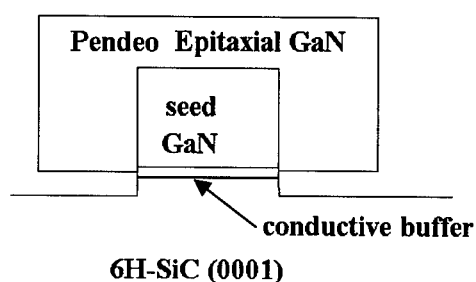 Pendeo Epitaxial GaN
seed
GaN
conductive buffer
6H-SiC (0001)